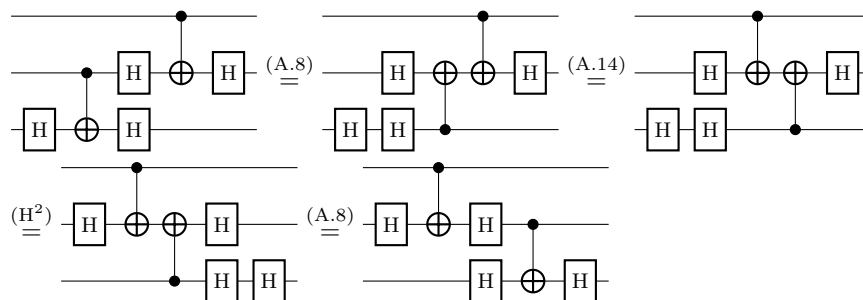 H H (A.8) = H H (A.14) = H H
H H H H H H
(H²) = H H (A.8) = H H
H H H H